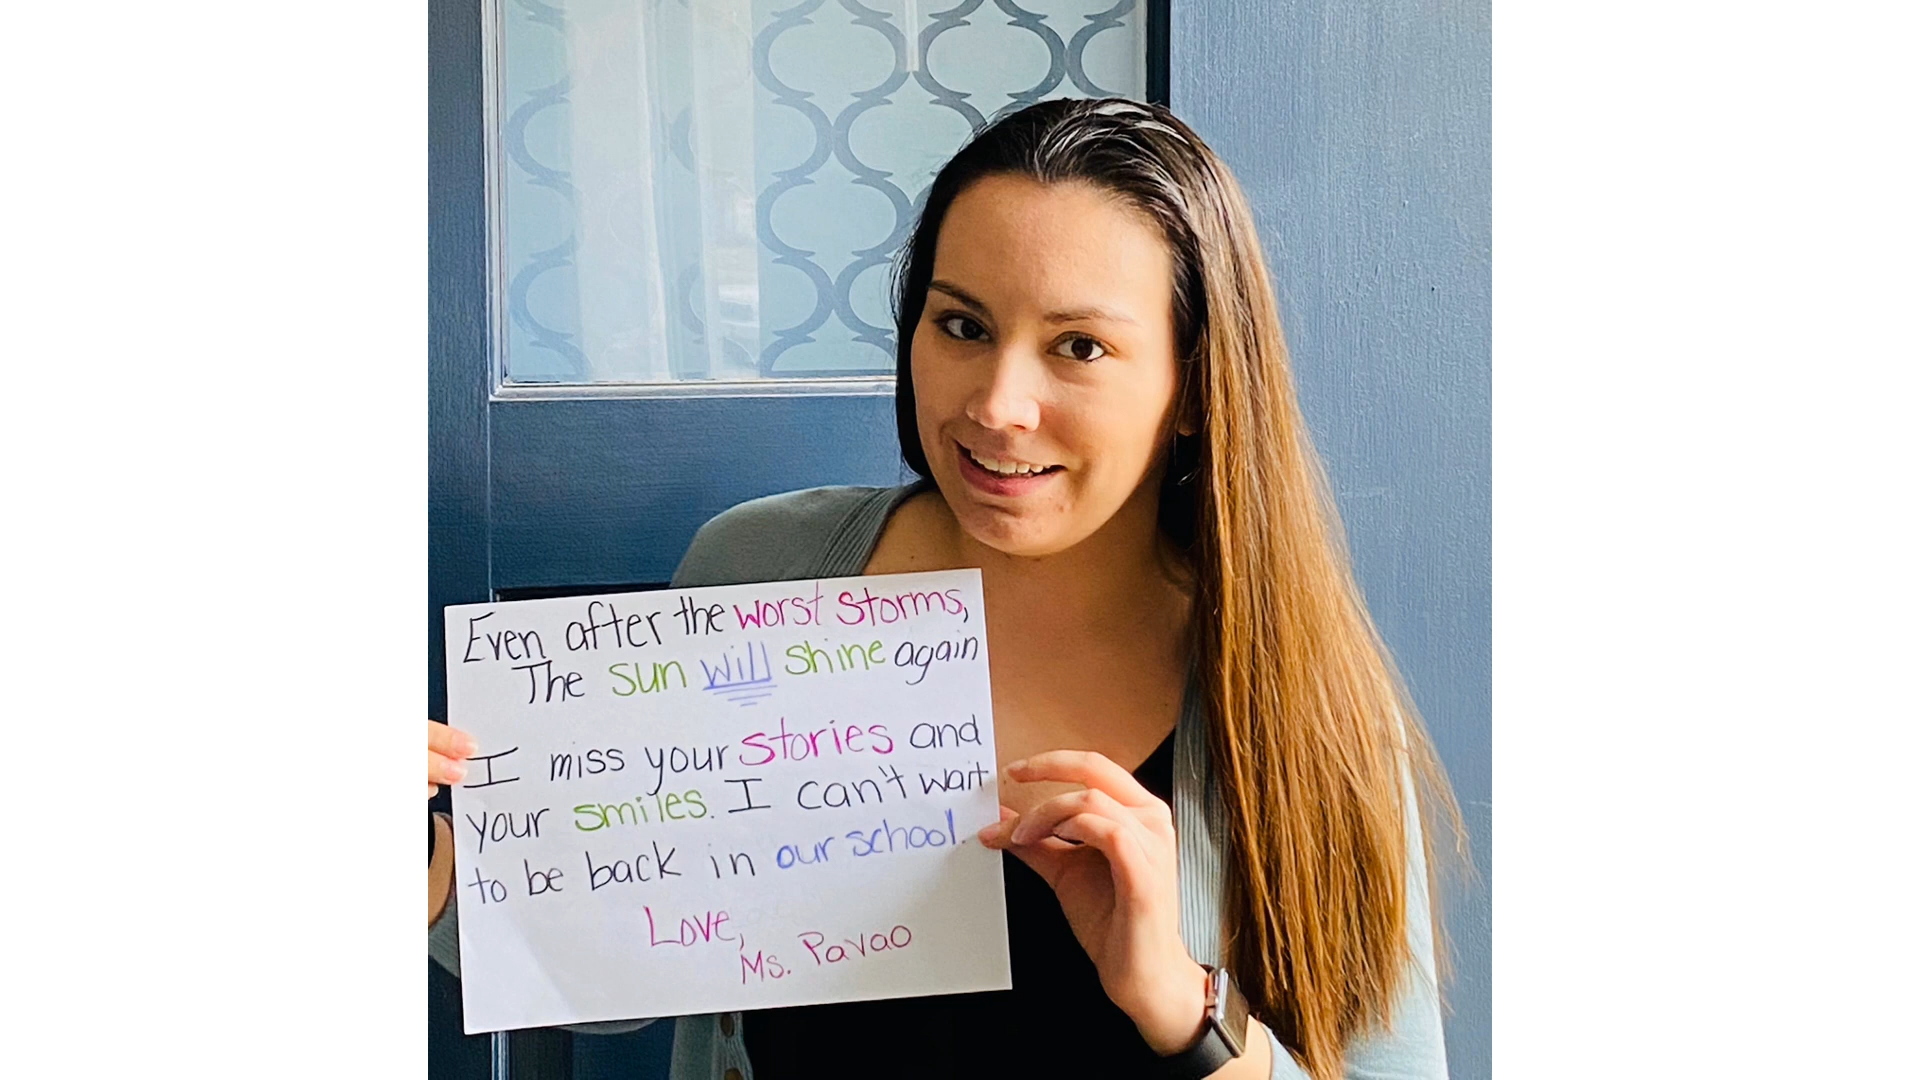 Even after the worst storms,
The sun will shine again
I miss your stories and
your smiles. I can't wait
to be back in our school.
Love,
Ms. Pavao